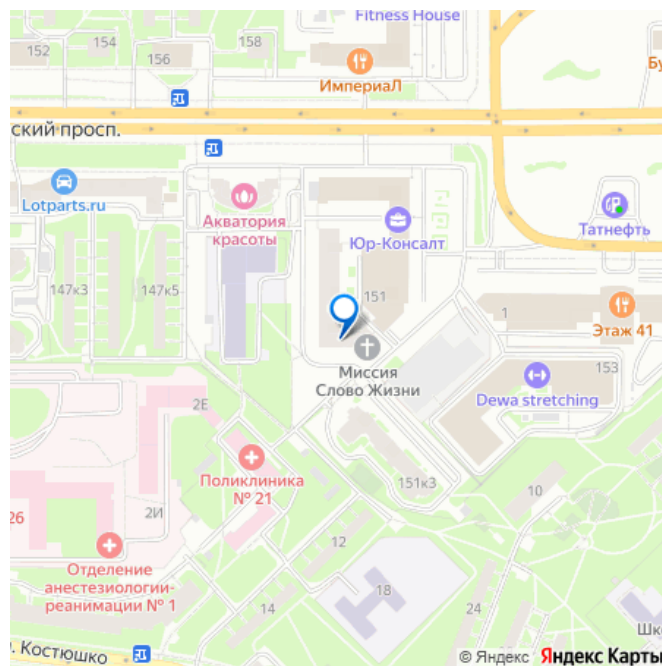 Fitness House
154
158
152
156
ИмпериаЛ
Бу
ский просп.
Lotparts.ru
Акватория
красоты
Юр-Консалт
Татнефть
147к3
147к5
151
1
Этаж 41
153
Миссия
Слово Жизни
Dewa stretching
2Е
Поликлиника
№ 21
151к3
10
26
2И
12
Отделение
анестезиологии-
реанимации № 1
14
18
24
Шко
. Костюшко
© Яндекс Яндекс Карты